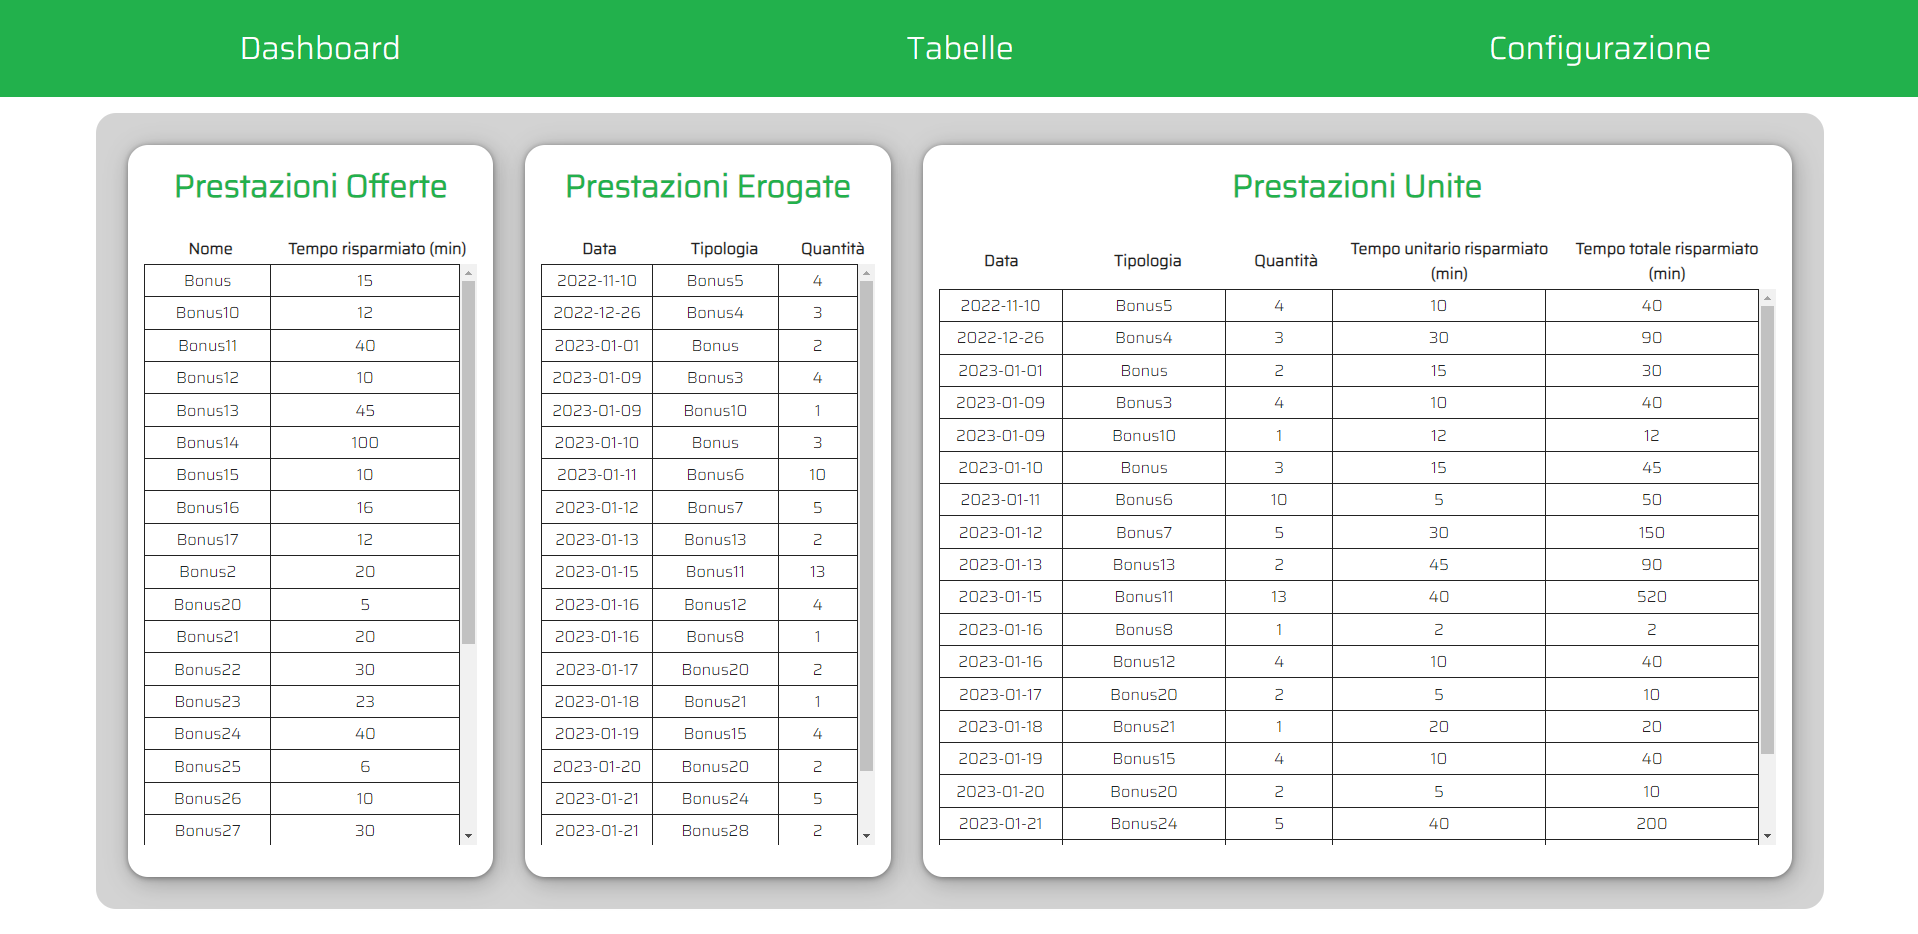 Dashboard Tabelle Configurazione
Prestazioni Offerte
Nome Tempo risparmiato (min)
Bonus 15
Bonus10 12
Bonus11 40
Bonus12 10
Bonus13 45
Bonus14 100
Bonus15 10
Bonus16 16
Bonus17 12
Bonus2 20
Bonus20 5
Bonus21 20
Bonus22 30
Bonus23 23
Bonus24 40
Bonus25 6
Bonus26 10
Bonus27 30
Prestazioni Erogate
Data Tipologia Quantità
2022-11-10 Bonus5 4
2022-12-26 Bonus4 3
2023-01-01 Bonus 2
2023-01-09 Bonus3 4
2023-01-09 Bonus10 1
2023-01-10 Bonus 3
2023-01-11 Bonus6 10
2023-01-12 Bonus7 5
2023-01-13 Bonus13 2
2023-01-15 Bonus11 13
2023-01-16 Bonus12 4
2023-01-16 Bonus8 1
2023-01-17 Bonus20 2
2023-01-18 Bonus21 1
2023-01-19 Bonus15 4
2023-01-20 Bonus20 2
2023-01-21 Bonus24 5
2023-01-21 Bonus28 2
Prestazioni Unite
Data Tipologia Quantità Tempo unitario risparmiato (min) Tempo totale risparmiato (min)
2022-11-10 Bonus5 4 10 40
2022-12-26 Bonus4 3 30 90
2023-01-01 Bonus 2 15 30
2023-01-09 Bonus3 4 10 40
2023-01-09 Bonus10 1 12 12
2023-01-10 Bonus 3 15 45
2023-01-11 Bonus6 10 5 50
2023-01-12 Bonus7 5 30 150
2023-01-13 Bonus13 2 45 90
2023-01-15 Bonus11 13 40 520
2023-01-16 Bonus8 1 2 2
2023-01-16 Bonus12 4 10 40
2023-01-17 Bonus20 2 5 10
2023-01-18 Bonus21 1 20 20
2023-01-19 Bonus15 4 10 40
2023-01-20 Bonus20 2 5 10
2023-01-21 Bonus24 5 40 200